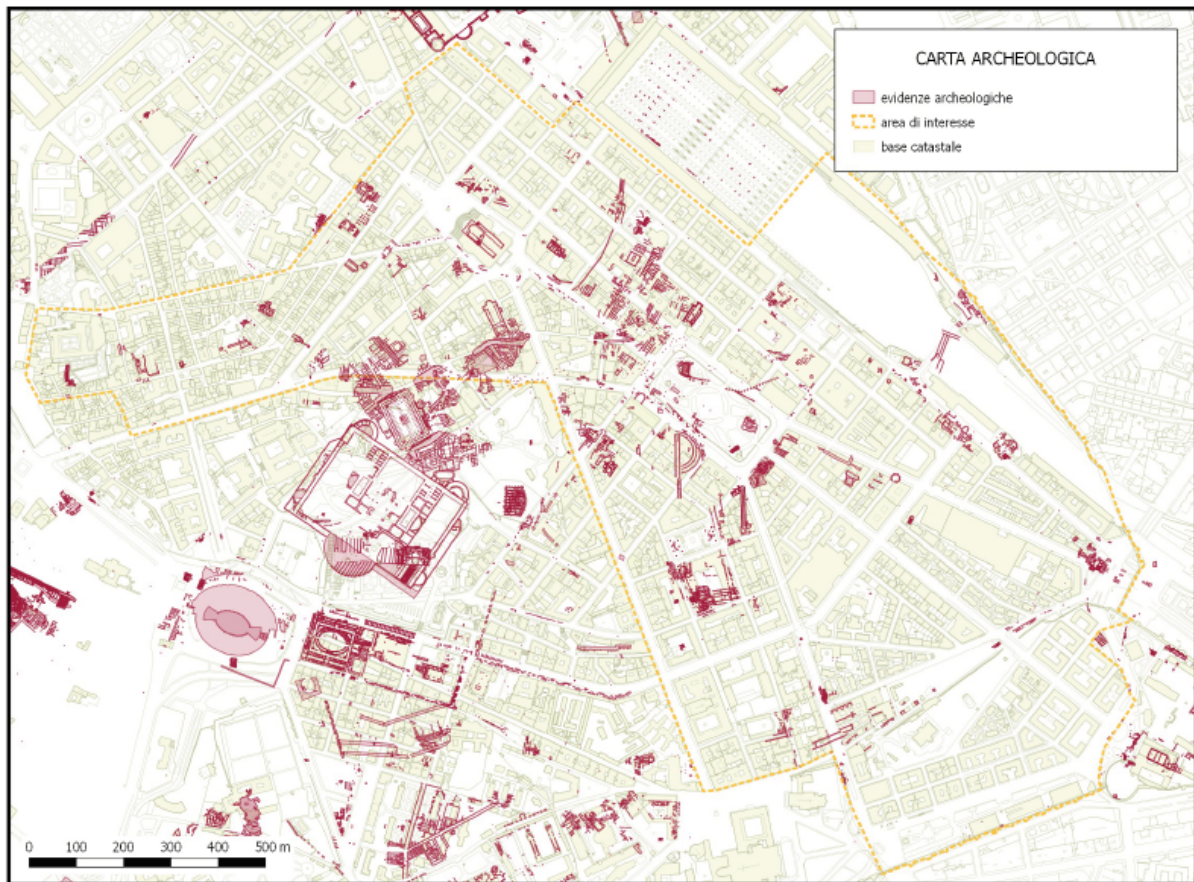 CARTA ARCHEOLOGICA
evidenze archeologiche
area di interesse
base catastale
0 100 200 300 400 500 m